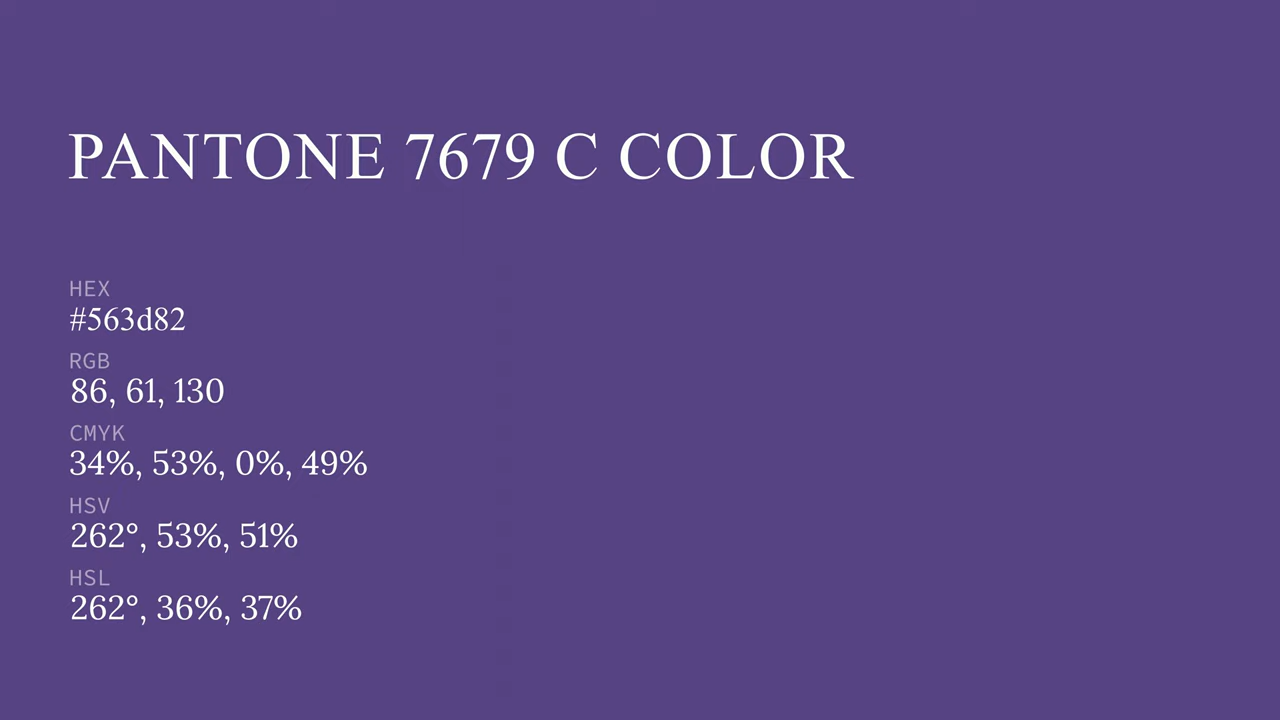 PANTONE 7679 C COLOR
HEX
#563d82
RGB
86, 61, 130
CMYK
34%, 53%, 0%, 49%
HSV
262°, 53%, 51%
HSL
262°, 36%, 37%